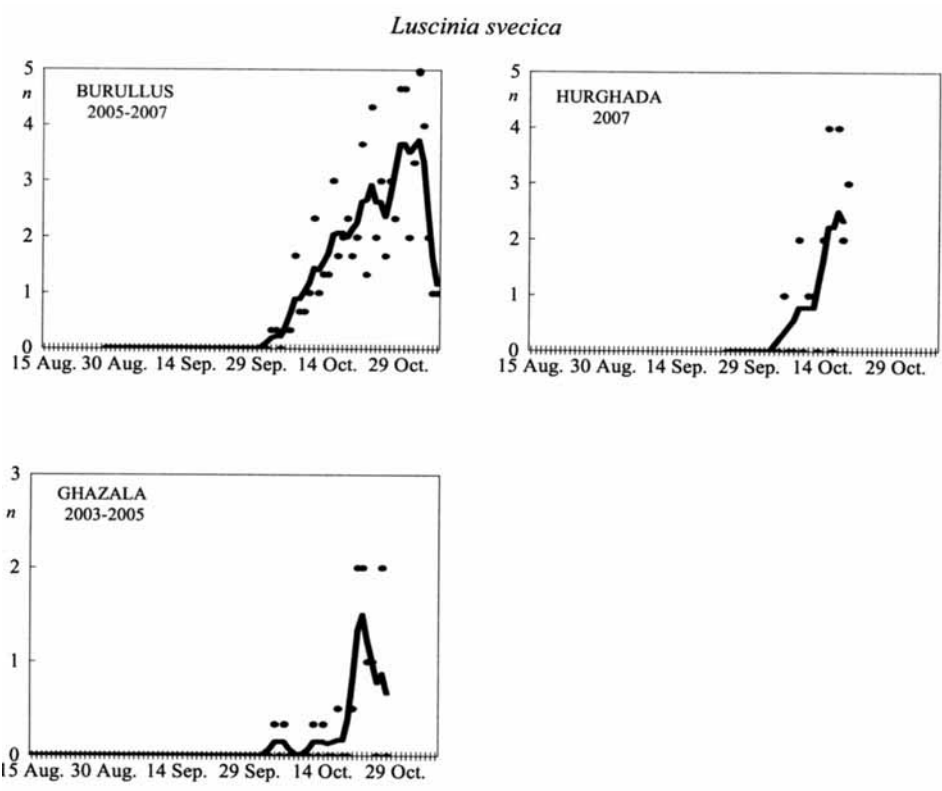 Luscinia svecica
5
n
BURULLUS
2005-2007
4
3
2
1
0
15 Aug. 30 Aug. 14 Sep. 29 Sep. 14 Oct. 29 Oct.
5
n
HURGHADA
2007
4
3
2
1
0
15 Aug. 30 Aug. 14 Sep. 29 Sep. 14 Oct. 29 Oct.
3
GHAZALA
n
2003-2005
2
1
0
15 Aug. 30 Aug. 14 Sep. 29 Sep. 14 Oct. 29 Oct.